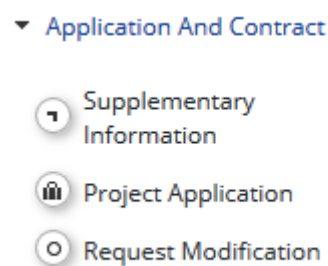 Application And Contract
Supplementary
Information
Project Application
Request Modification